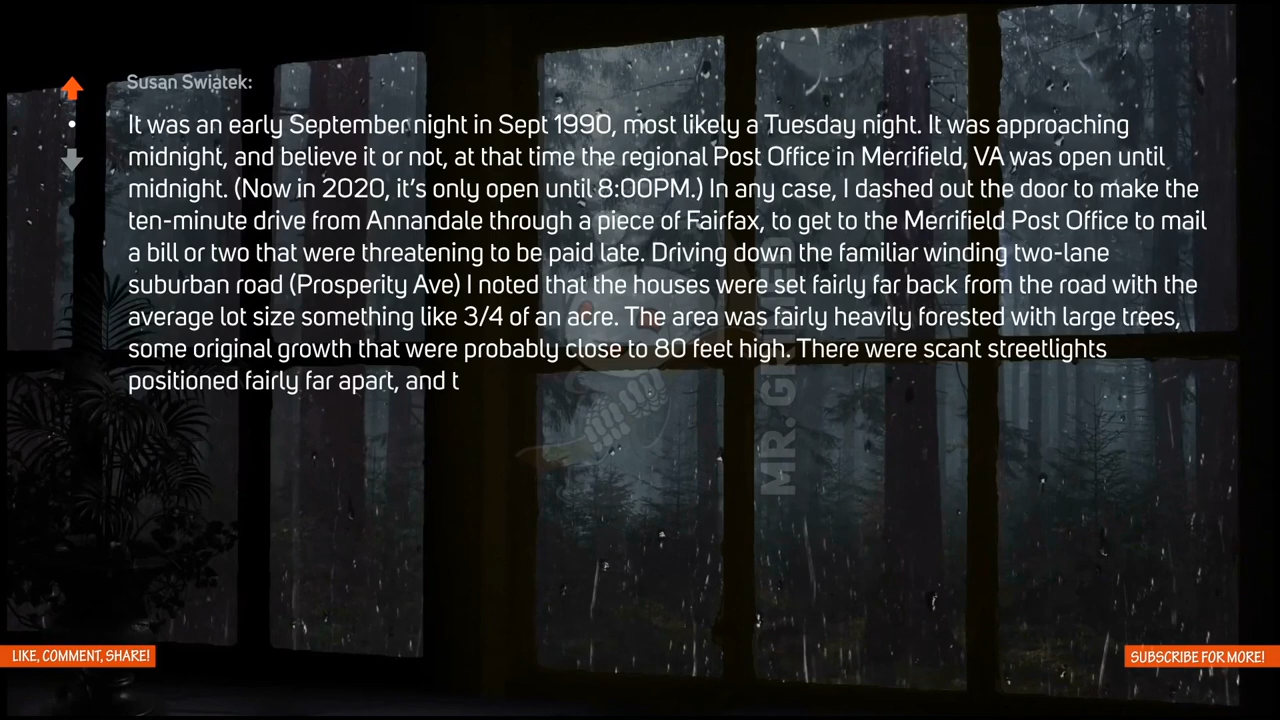 Susan Swiatek:
It was an early September night in Sept 1990, most likely a Tuesday night. It was approaching
midnight, and believe it or not, at that time the regional Post Office in Merrifield, VA was open until
midnight. (Now in 2020, it's only open until 8:00PM.) In any case, I dashed out the door to make the
ten-minute drive from Annandale through a piece of Fairfax, to get to the Merrifield Post Office to mail
a bill or two that were threatening to be paid late. Driving down the familiar winding two-lane
suburban road (Prosperity Ave) I noted that the houses were set fairly far back from the road with the
average lot size something like 3/4 of an acre. The area was fairly heavily forested with large trees,
some original growth that were probably close to 80 feet high. There were scant streetlights
positioned fairly far apart, and t
LIKE, COMMENT, SHARE!
SUBSCRIBE FOR MORE!